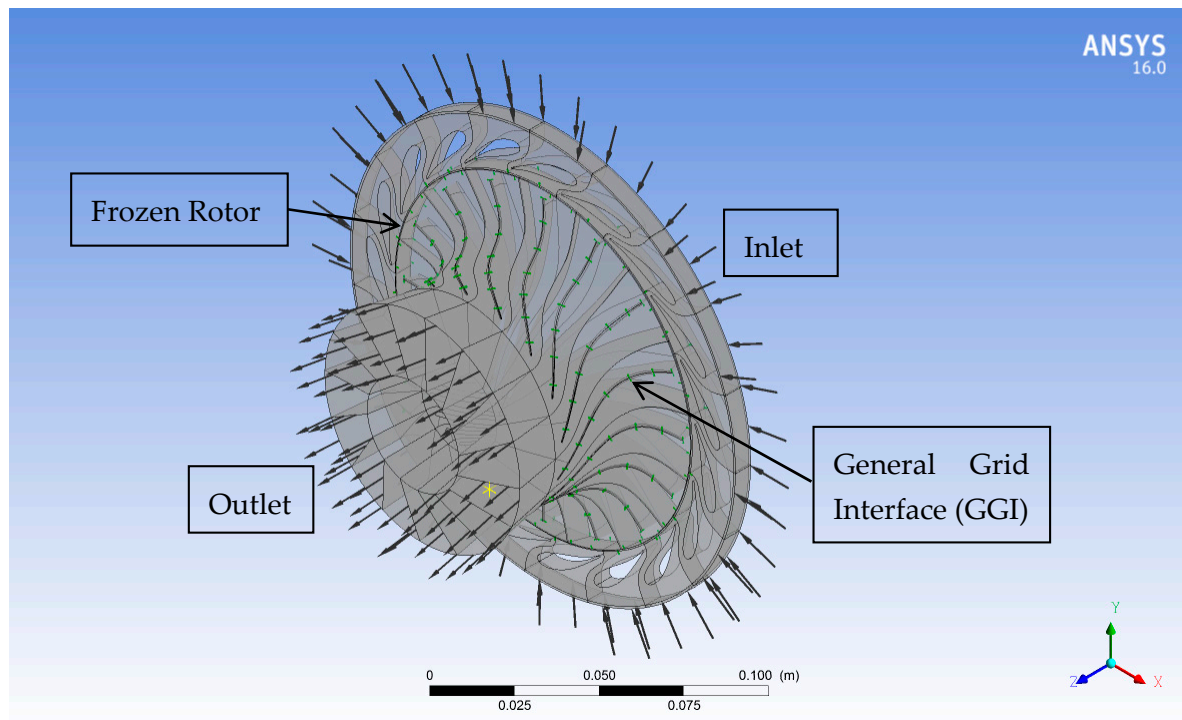 ANSYS
16.0
Frozen Rotor
Inlet
General Grid
Interface (GGI)
Outlet
Y
Z
X
0 0.050 0.100 (m)
0.025 0.075